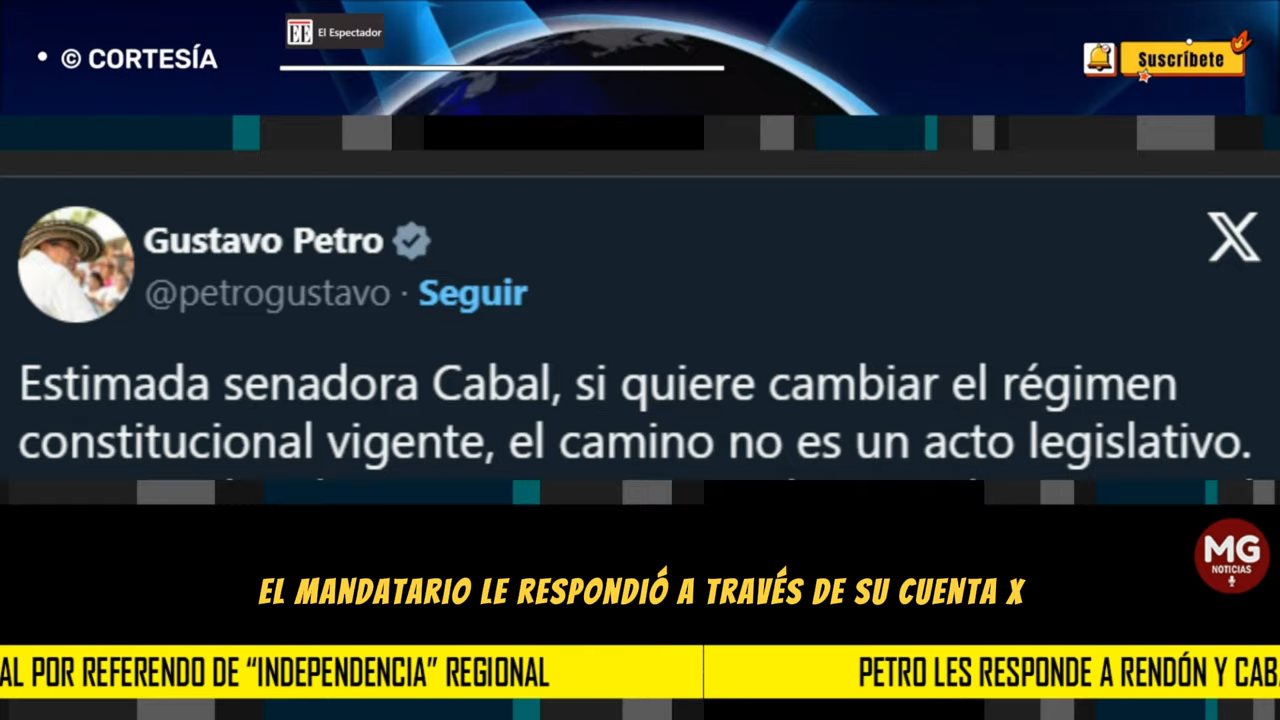 • © CORTESÍA
EE El Espectador
Suscríbete
Gustavo Petro
@petrogustavo · Seguir
X
Estimada senadora Cabal, si quiere cambiar el régimen
constitucional vigente, el camino no es un acto legislativo.
MG
NOTICIAS
EL MANDATARIO LE RESPONDIÓ A TRAVÉS DE SU CUENTA X
AL POR REFERENDO DE “INDEPENDENCIA” REGIONAL
PETRO LES RESPONDE A RENDÓN Y CAB